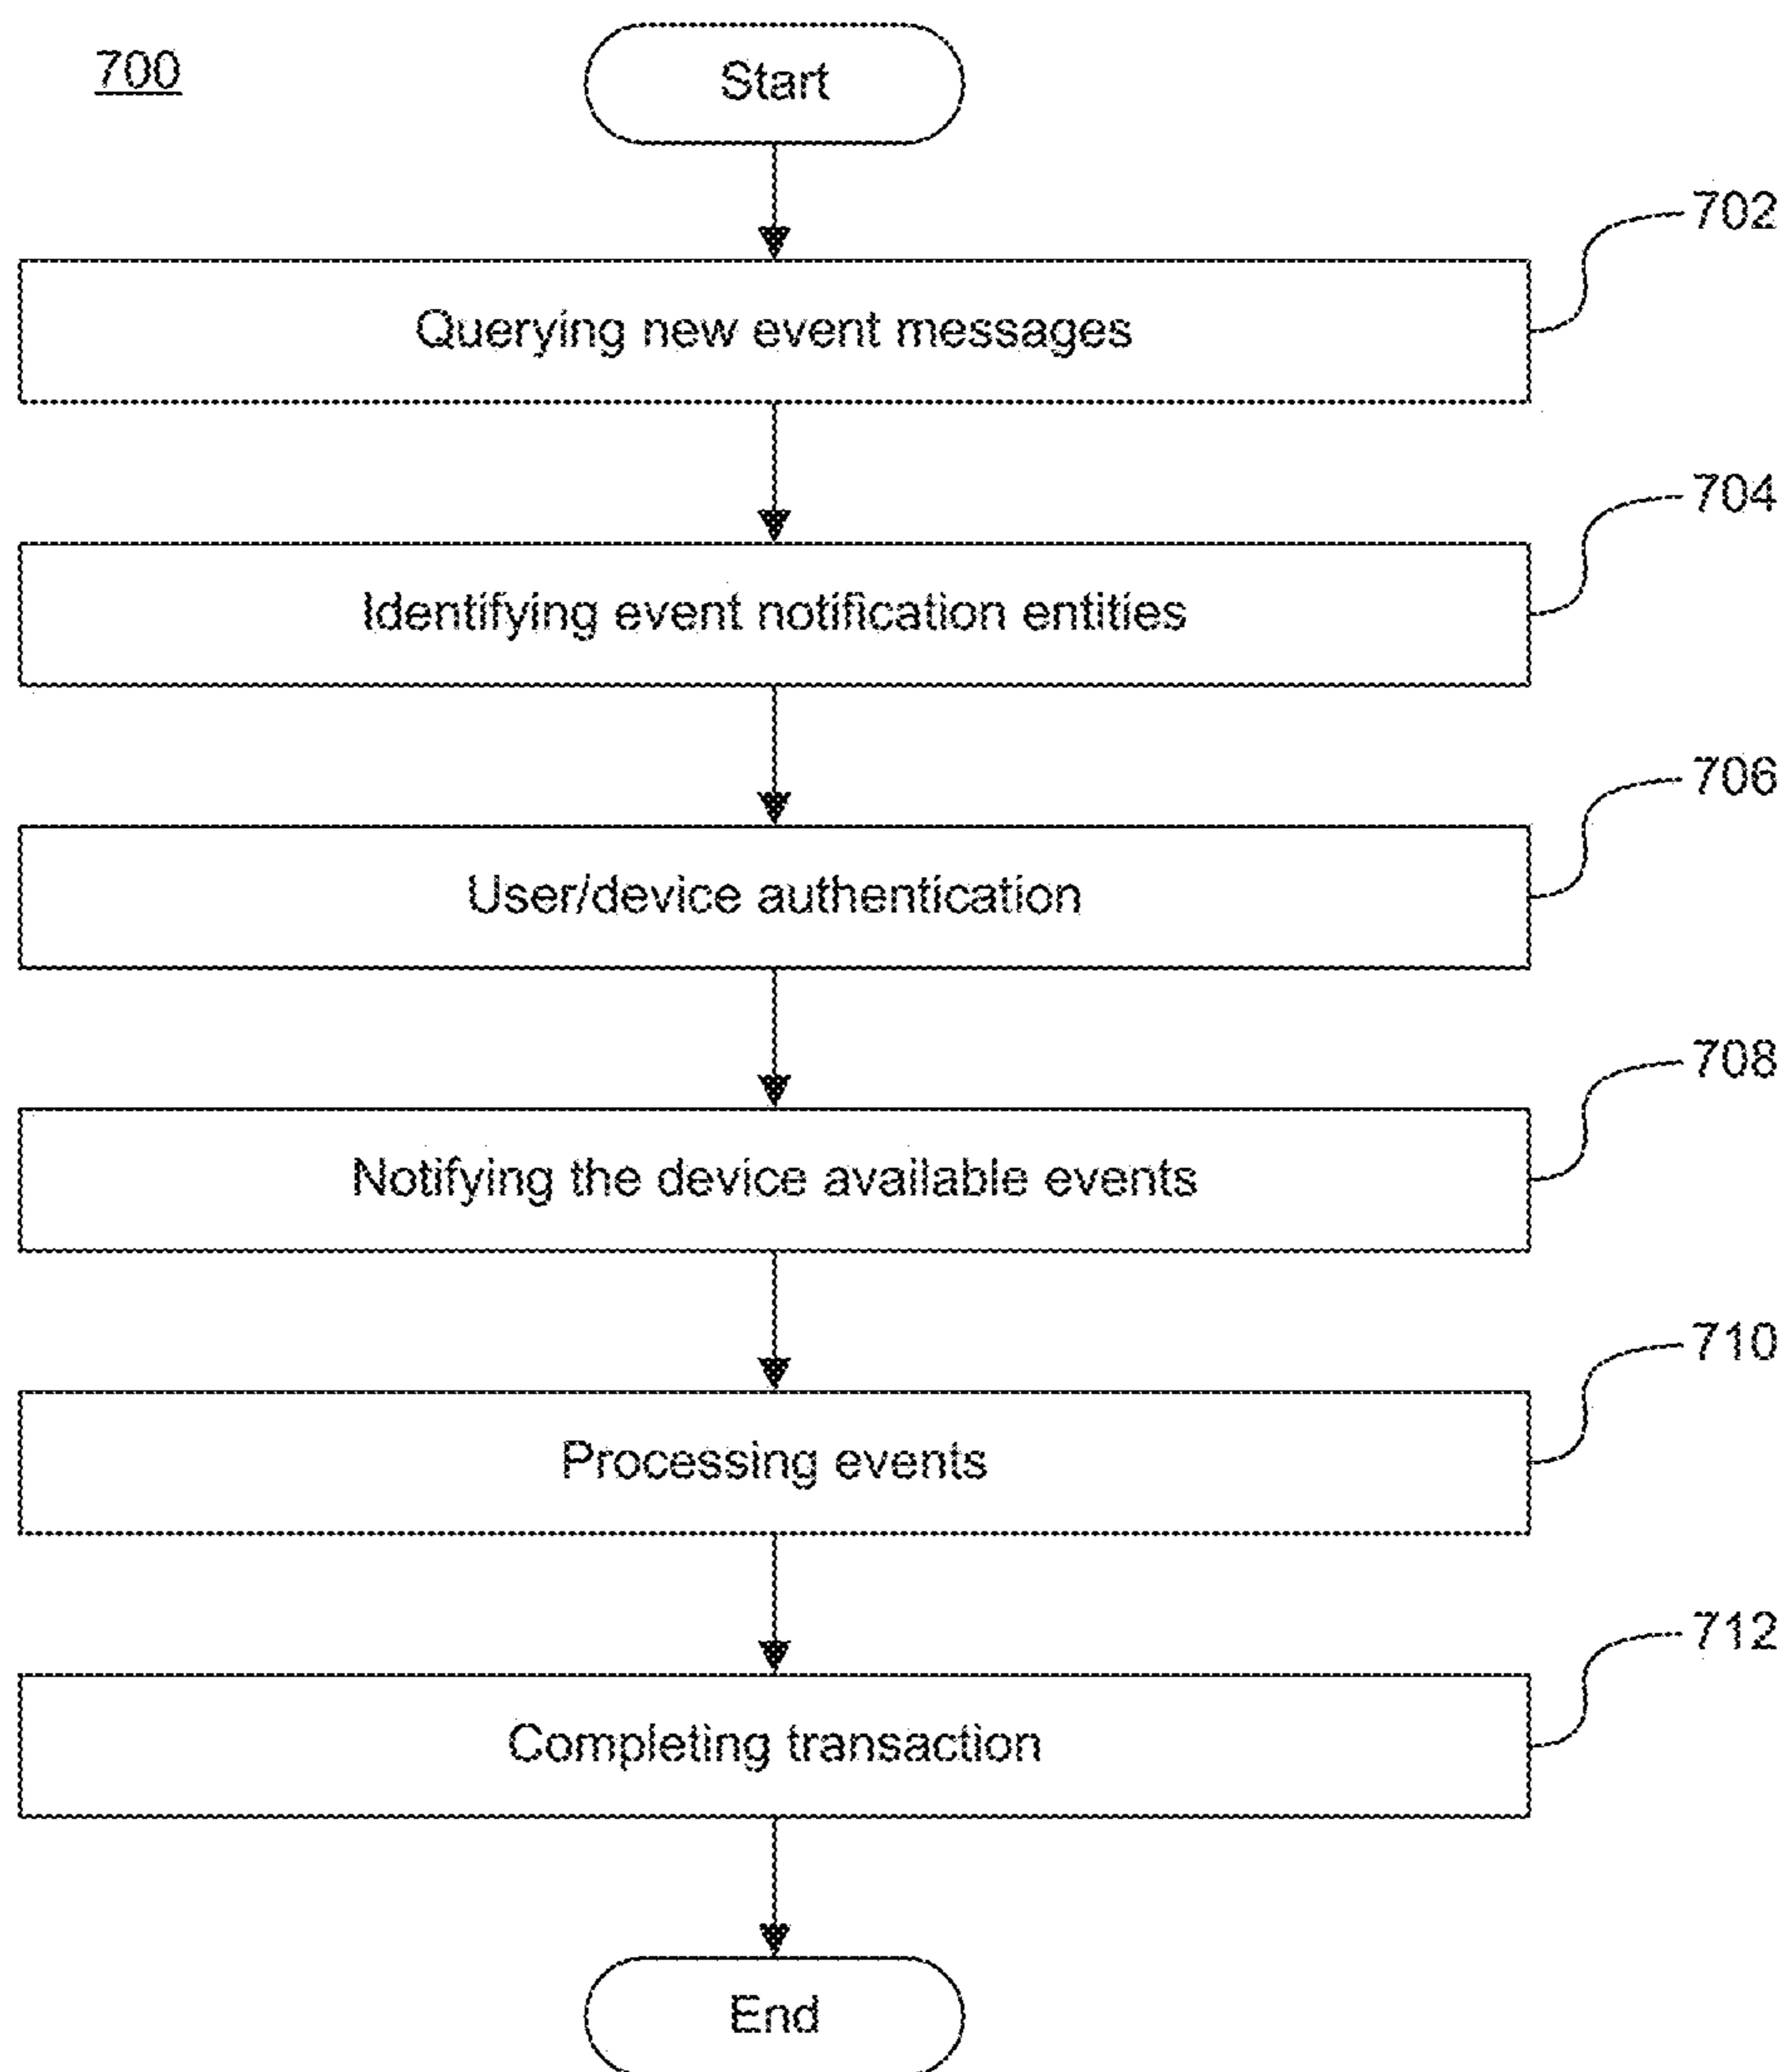 700
Start
702
Querying new event messages
704
Identifying event notification entities
706
User/device authentication
708
Notifying the device available events
710
Processing events
712
Completing transaction
End